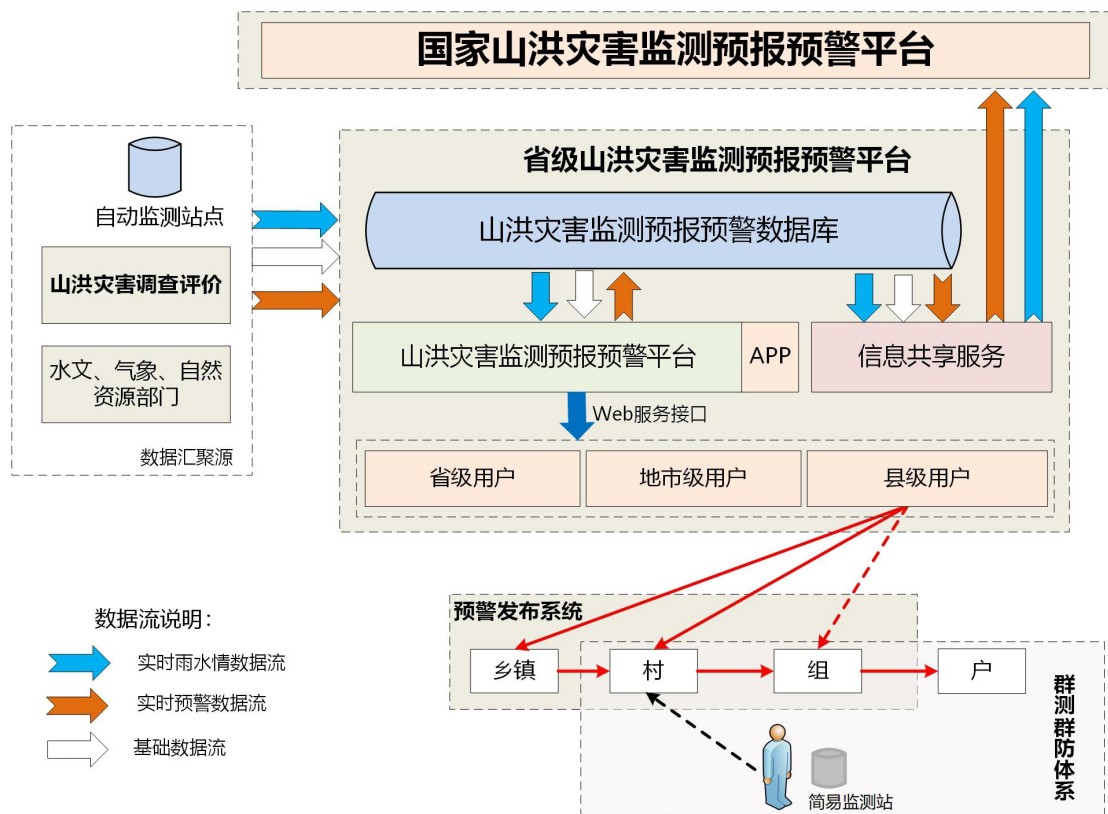 国家山洪灾害监测预报预警平台
自动监测站点
山洪灾害调查评价
水文、气象、自然
资源部门
数据汇聚源
省级山洪灾害监测预报预警平台
山洪灾害监测预报预警数据库
山洪灾害监测预报预警平台
APP
信息共享服务
Web服务接口
省级用户
地市级用户
县级用户
预警发布系统
乡镇
村
组
户
群测群防体系
简易监测站
数据流说明：
实时雨水情数据流
实时预警数据流
基础数据流